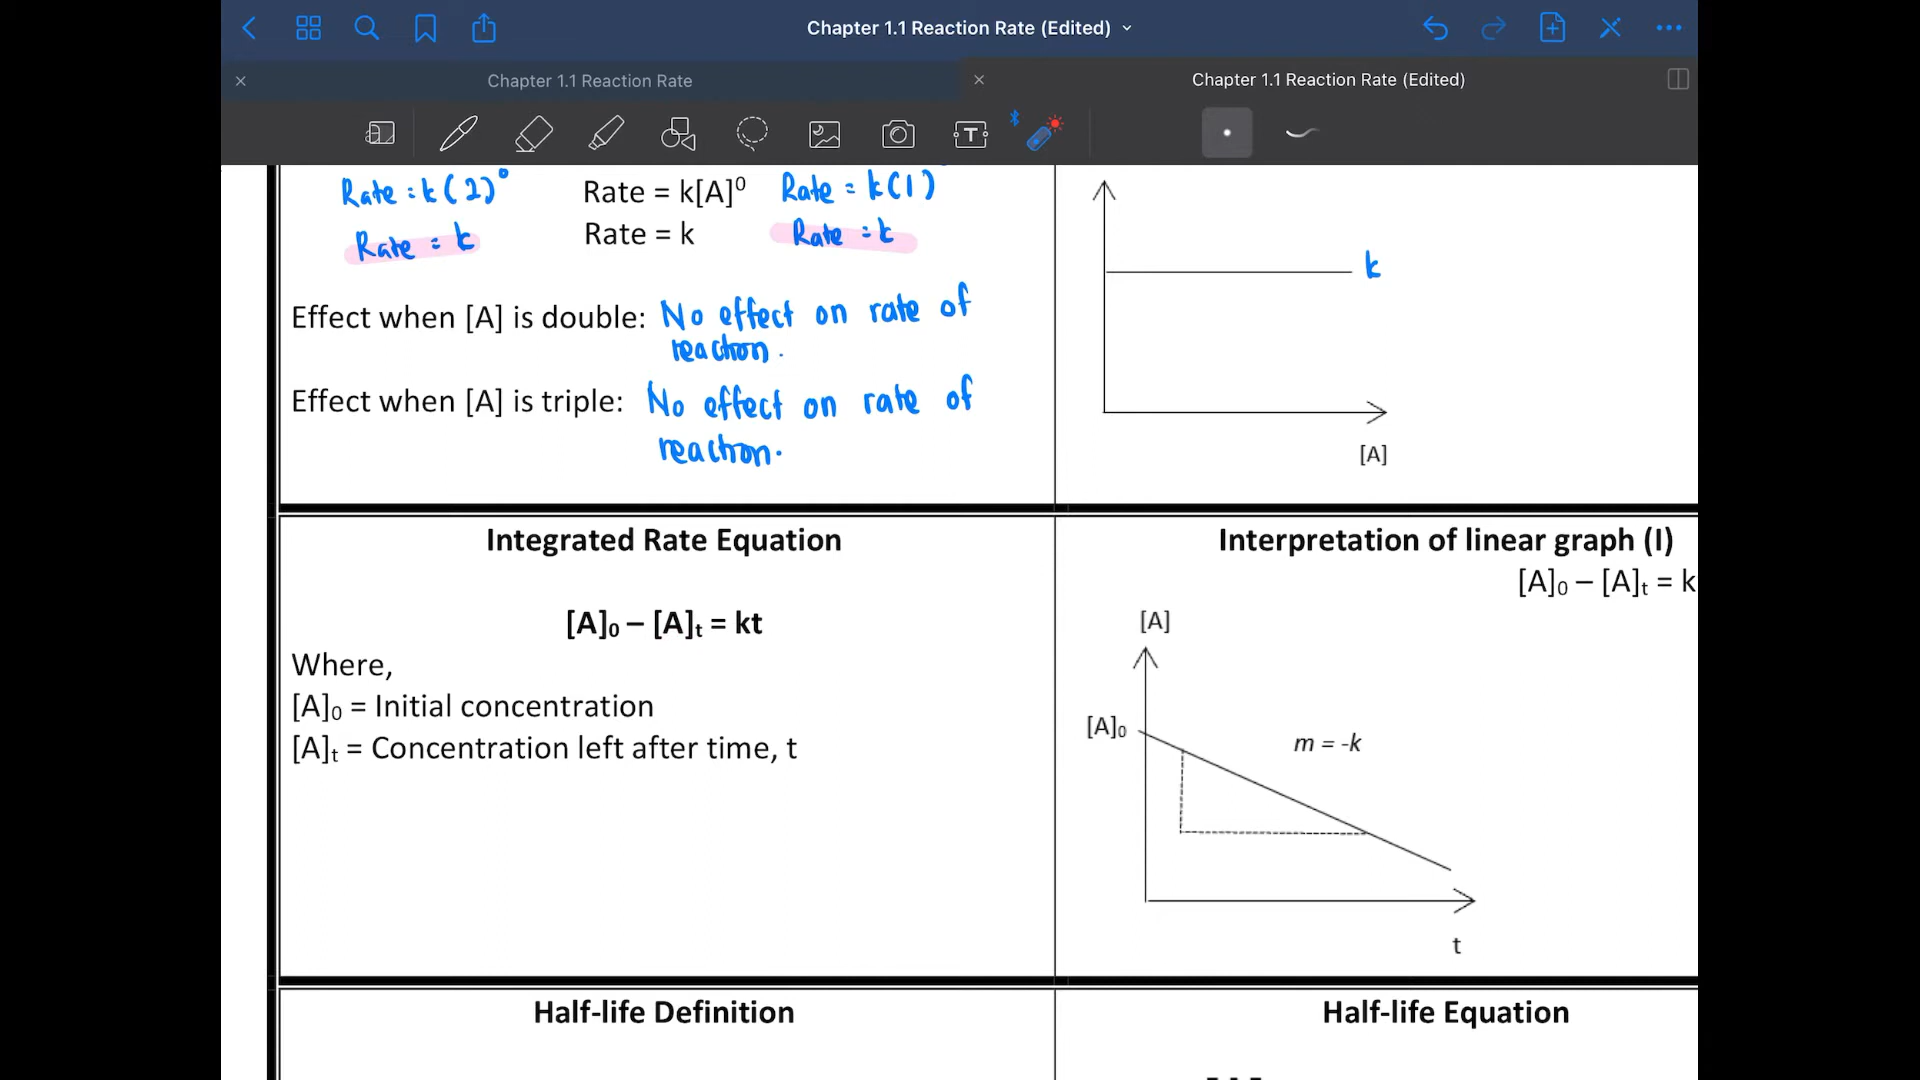 Chapter 1.1 Reaction Rate (Edited)
Chapter 1.1 Reaction Rate
Chapter 1.1 Reaction Rate (Edited)
Rate = k(2)⁰
Rate = k[A]⁰
Rate = k(1)
Rate = k
Rate = k
Rate = k
k
Effect when [A] is double: No effect on rate of
reaction.
Effect when [A] is triple: No effect on rate of
reaction.
[A]
Integrated Rate Equation
[A]₀ – [A]ₜ = kt
Where,
[A]₀ = Initial concentration
[A]ₜ = Concentration left after time, t
Interpretation of linear graph (I)
[A]₀ – [A]ₜ = k
[A]
[A]₀
m = -k
t
Half-life Definition
Half-life Equation